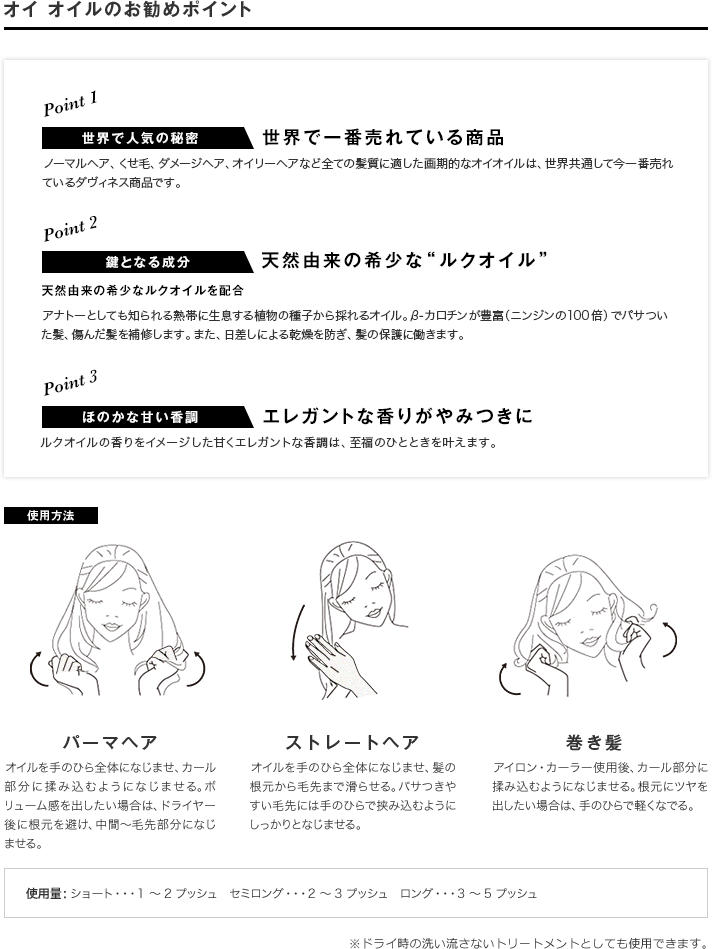 オイ オイルのお勧めポイント
Point 1
世界で人気の秘密 世界で一番売れている商品
ノーマルヘア、くせ毛、ダメージヘア、オイリーヘアなど全ての髪質に適した画期的なオイオイルは、世界共通して今一番売れ
ているダヴィネス商品です。
Point 2
鍵となる成分 天然由来の希少な“ルクオイル”
天然由来の希少なルクオイルを配合
アナトーとしても知られる熱帯に生息する植物の種子から採れるオイル。β-カロチンが豊富（ニンジンの100倍）でパサつい
た髪、傷んだ髪を補修します。また、日差しによる乾燥を防ぎ、髪の保護に働きます。
Point 3
ほのかな甘い香調 エレガントな香りがやみつきに
ルクオイルの香りをイメージした甘くエレガントな香調は、至福のひとときを叶えます。
使用方法
パーマヘア
オイルを手のひら全体になじませ、カール
部分に揉み込むようになじませる。ボ
リューム感を出したい場合は、ドライヤー
後に根元を避け、中間～毛先部分になじ
ませる。
ストレートヘア
オイルを手のひら全体になじませ、髪の
根元から毛先まで滑らせる。パサつきや
すい毛先には手のひらで挟み込むように
しっかりとなじませる。
巻き髪
アイロン・カーラー使用後、カール部分に
揉み込むようになじませる。根元にツヤを
出したい場合は、手のひらで軽くなでる。
使用量：ショート・・・1 ～ 2 プッシュ セミロング・・・2 ～ 3 プッシュ ロング・・・3 ～ 5 プッシュ
※ドライ時の洗い流さないトリートメントとしても使用できます。